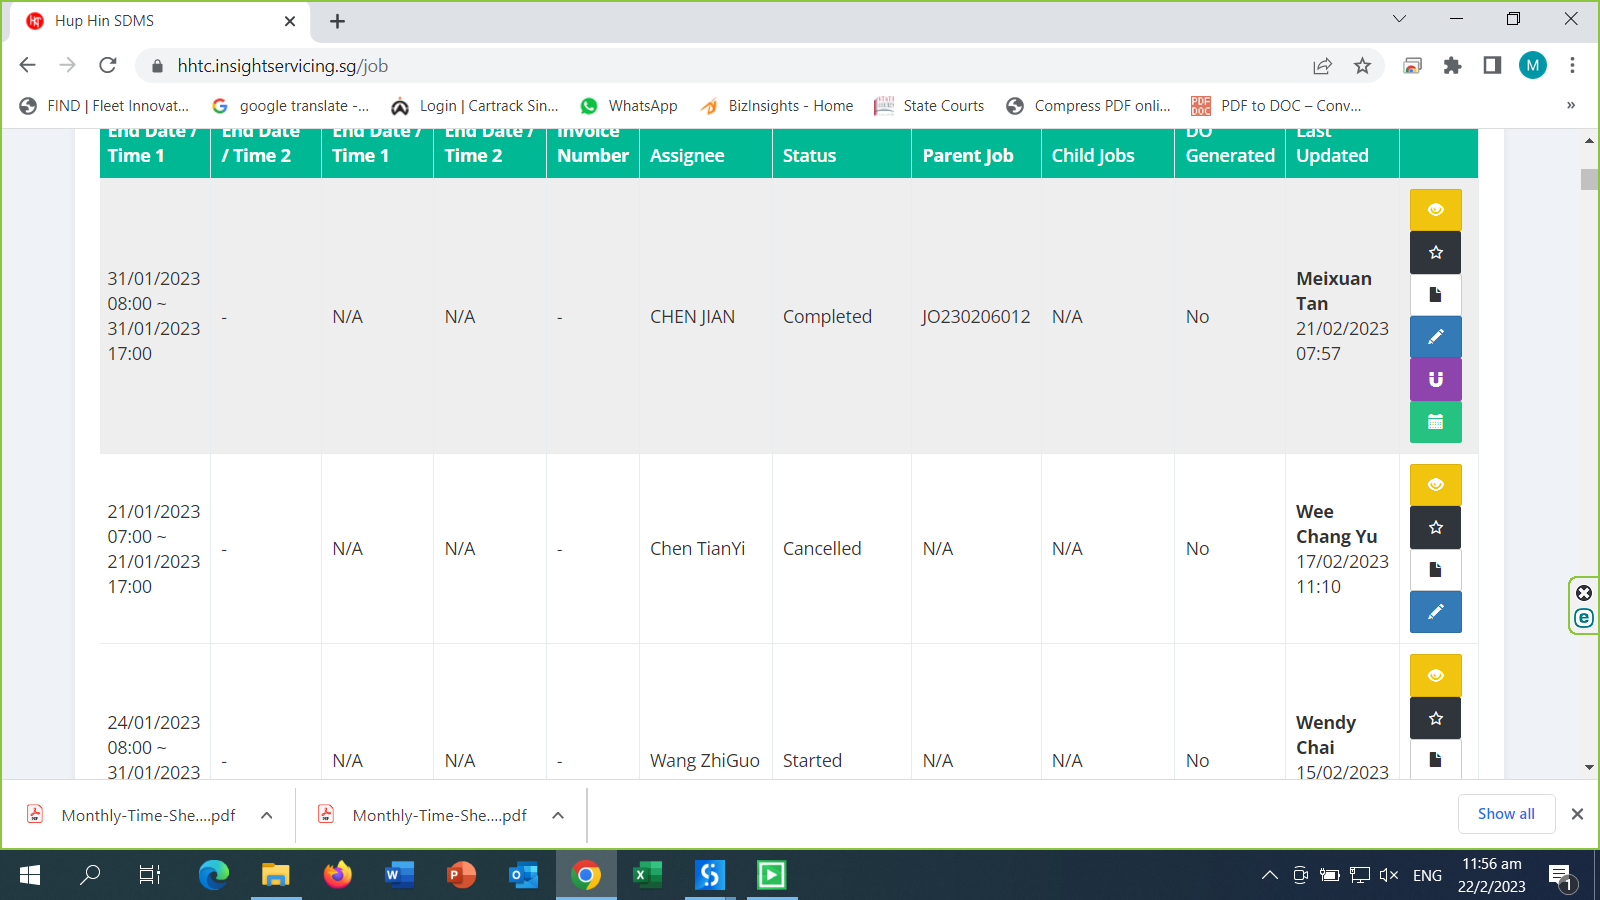 Hup Hin SDMS
hhtc.insightservicing.sg/job
M
FIND | Fleet Innovat...
google translate -...
Login | Cartrack Sin...
WhatsApp
BizInsights - Home
State Courts
Compress PDF onli...
PDF to DOC – Conv...
»
End Date / Time 1
End Date / Time 2
End Date / Time 1
End Date / Time 2
Invoice Number
Assignee
Status
Parent Job
Child Jobs
DO Generated
Last Updated
31/01/2023
08:00 ~
31/01/2023
17:00
-
N/A
N/A
-
CHEN JIAN
Completed
JO230206012
N/A
No
Meixuan
Tan
21/02/2023
07:57
21/01/2023
07:00 ~
21/01/2023
17:00
-
N/A
N/A
-
Chen TianYi
Cancelled
N/A
N/A
No
Wee
Chang Yu
17/02/2023
11:10
24/01/2023
08:00 ~
31/01/2023
-
N/A
N/A
-
Wang ZhiGuo
Started
N/A
N/A
No
Wendy
Chai
15/02/2023
Monthly-Time-She....pdf
Monthly-Time-She....pdf
Show all
ENG
11:56 am
22/2/2023
1